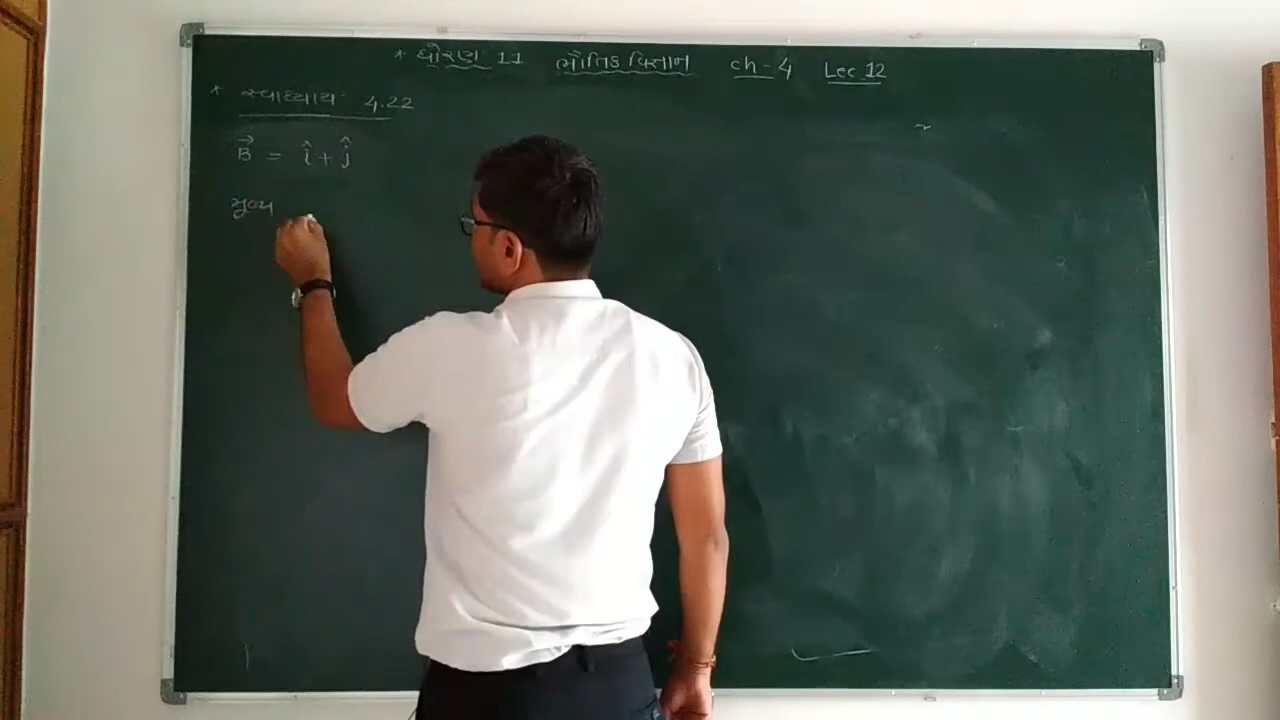 * ધોરણ 11 ભૌતિક વિજ્ઞાન ch-4 Lec.12
* સ્વાધ્યાય 4.22
B⃗ = î + ĵ
મૂલ્ય